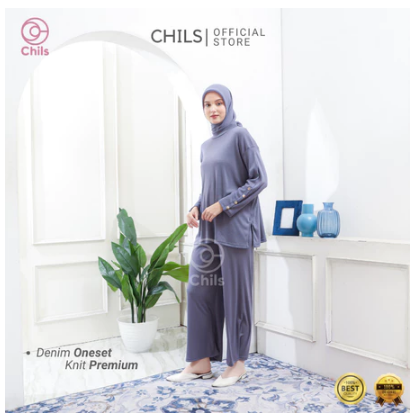 Chils
CHILS| OFFICIAL
STORE
Chils
• Denim Oneset
Knit Premium
BEST